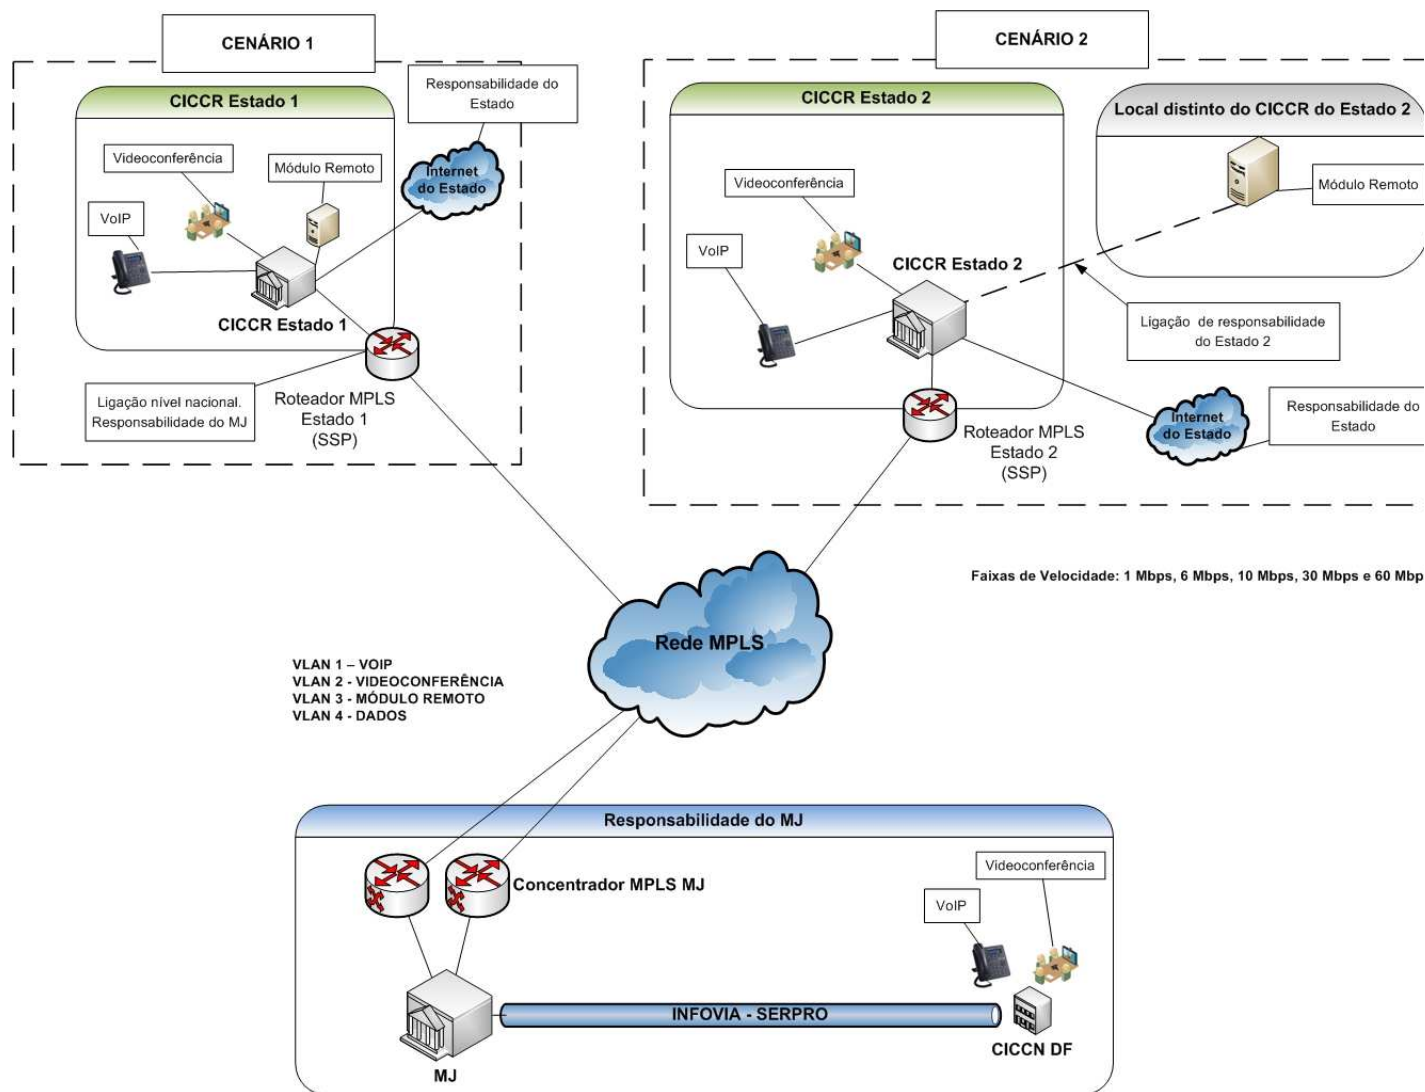 CENÁRIO 1
CICCR Estado 1
Responsabilidade do
Estado
Videoconferência
Módulo Remoto
Internet
do Estado
VoIP
CICCR Estado 1
Ligação nível nacional.
Responsabilidade do MJ
Roteador MPLS
Estado 1
(SSP)
CENÁRIO 2
CICCR Estado 2
Local distinto do CICCR do Estado 2
Videoconferência
Módulo Remoto
VoIP
CICCR Estado 2
Ligação de responsabilidade
do Estado 2
Internet
do Estado
Responsabilidade do
Estado
Roteador MPLS
Estado 2
(SSP)
Faixas de Velocidade: 1 Mbps, 6 Mbps, 10 Mbps, 30 Mbps e 60 Mbp
Rede MPLS
VLAN 1 – VOIP
VLAN 2 - VIDEOCONFERÊNCIA
VLAN 3 - MÓDULO REMOTO
VLAN 4 - DADOS
Responsabilidade do MJ
Concentrador MPLS MJ
Videoconferência
VoIP
INFOVIA - SERPRO
CICCN DF
MJ